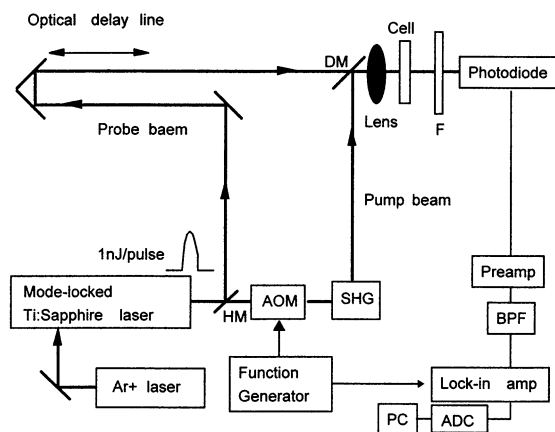 Optical delay line
Cell
DM
Photodiode
Lens
F
Probe baem
Pump beam
1nJ/pulse
Mode-locked
Ti:Sapphire laser
HM
AOM
SHG
Preamp
BPF
Ar+ laser
Function
Generator
Lock-in amp
PC
ADC